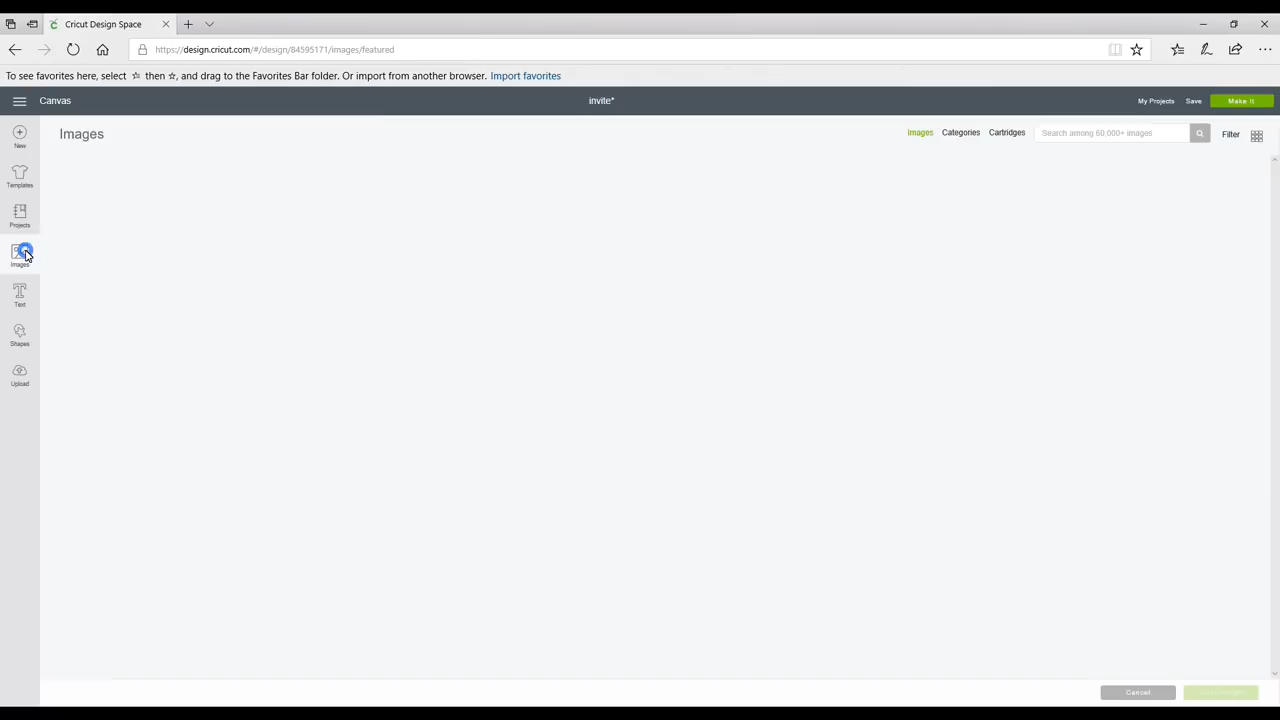 Cricut Design Space
https://design.cricut.com/#/design/84595171/images/featured
To see favorites here, select ☆ then ☆, and drag to the Favorites Bar folder. Or import from another browser. Import favorites
Canvas
invite*
My Projects
Save
Make It
New
Templates
Projects
Images
Text
Shapes
Upload
Images
Images
Categories
Cartridges
Search among 60,000+ images
Filter
Cancel